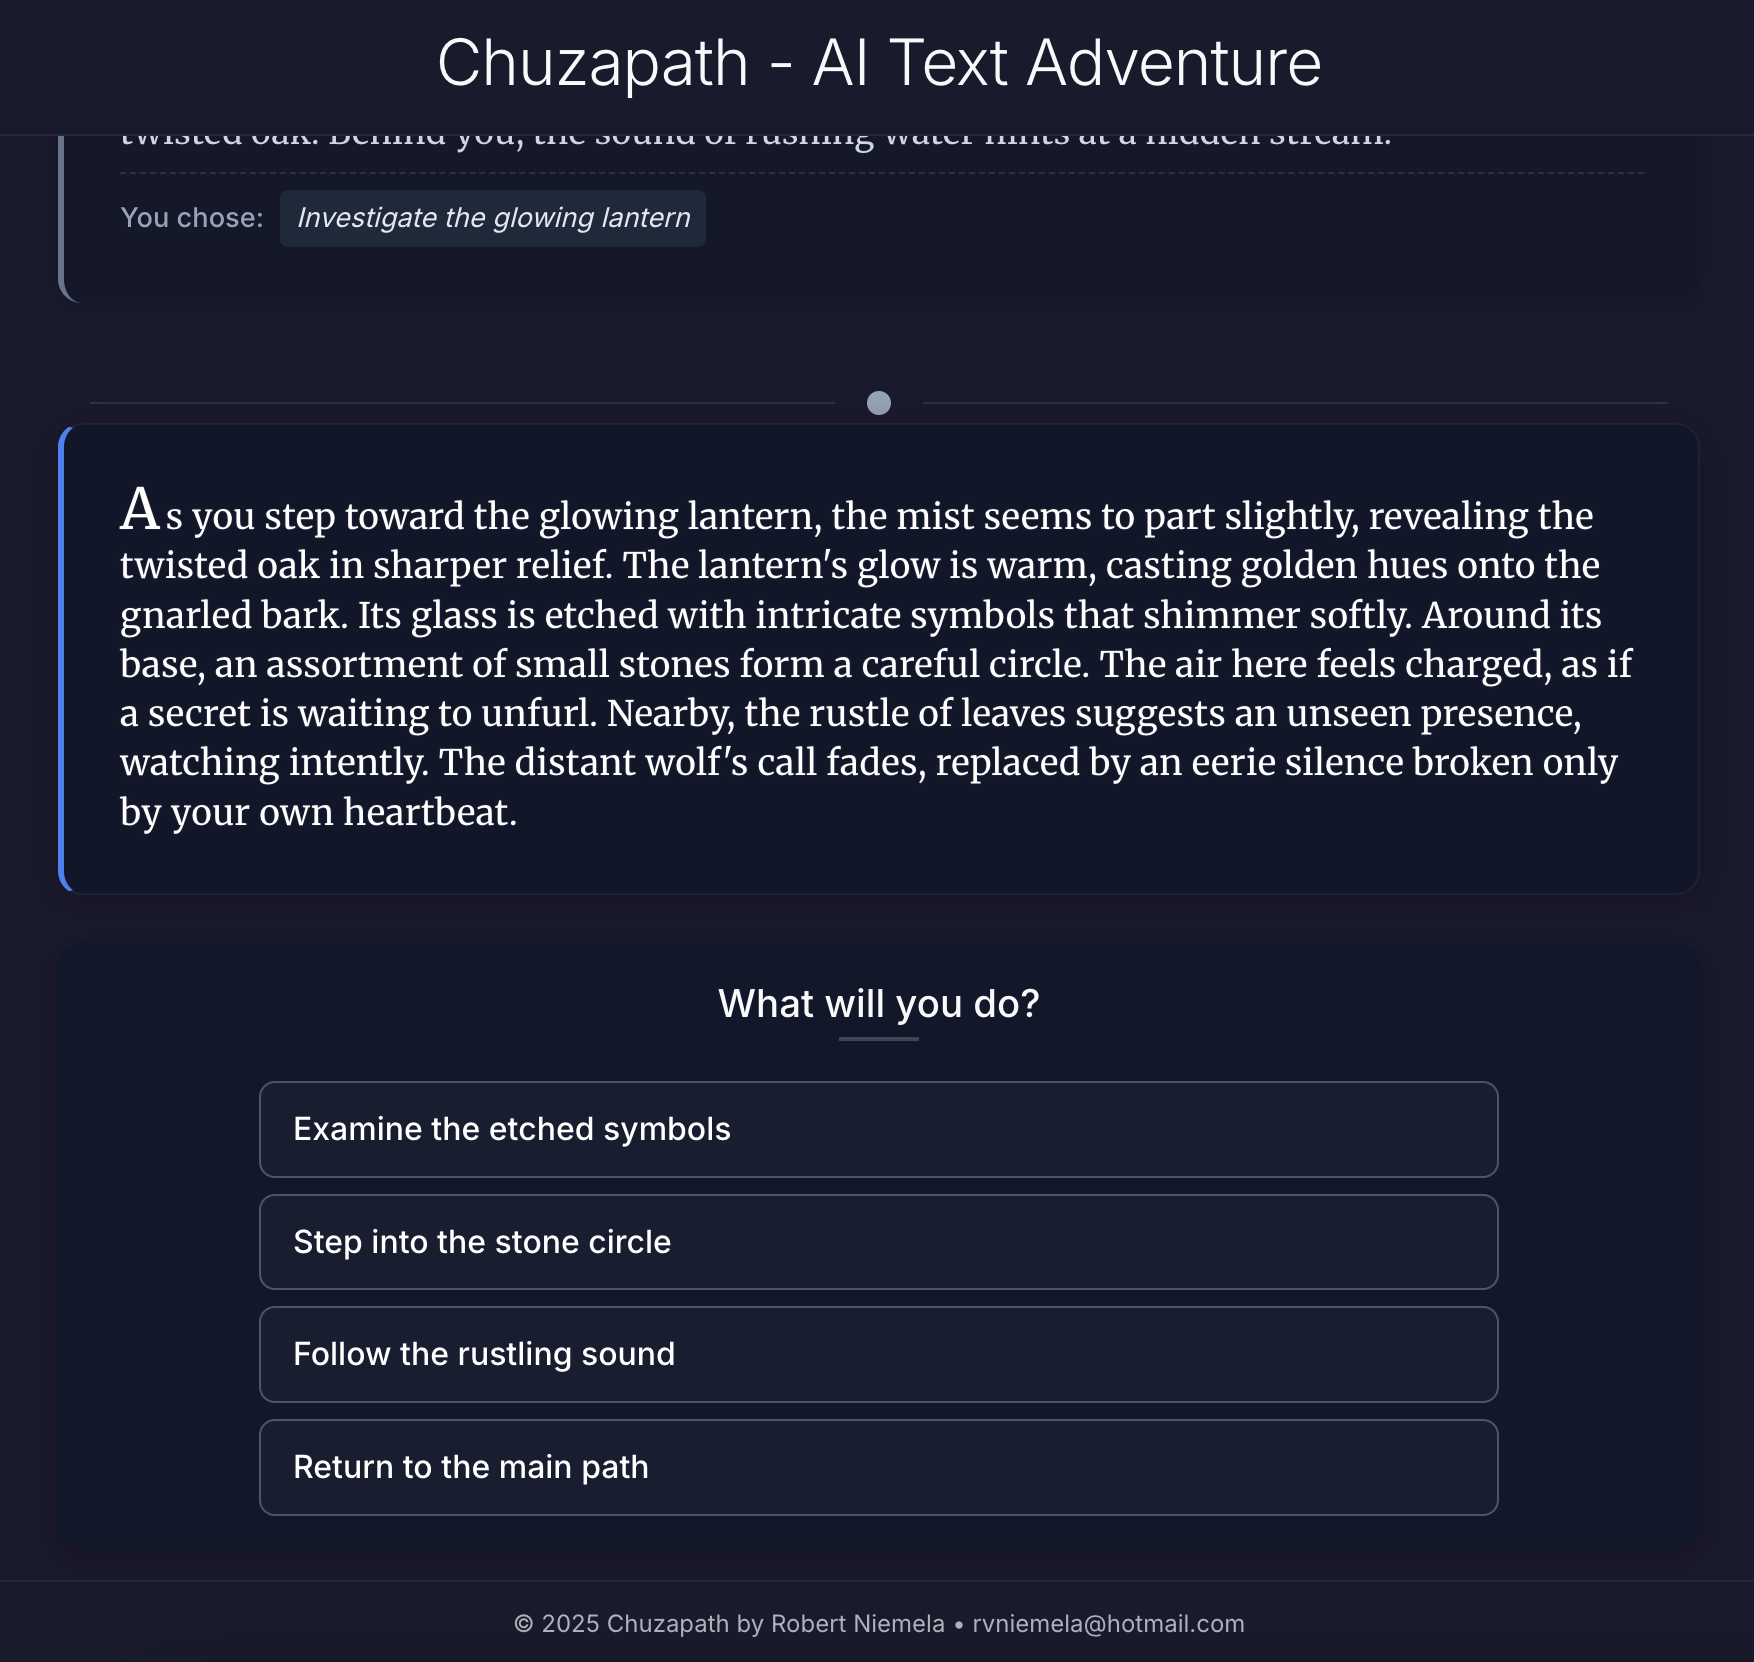 Chuzapath - AI Text Adventure
twisted oak. Behind you, the sound of rushing water hints at a hidden stream.
You chose: Investigate the glowing lantern
As you step toward the glowing lantern, the mist seems to part slightly, revealing the
twisted oak in sharper relief. The lantern's glow is warm, casting golden hues onto the
gnarled bark. Its glass is etched with intricate symbols that shimmer softly. Around its
base, an assortment of small stones form a careful circle. The air here feels charged, as if
a secret is waiting to unfurl. Nearby, the rustle of leaves suggests an unseen presence,
watching intently. The distant wolf's call fades, replaced by an eerie silence broken only
by your own heartbeat.
What will you do?
Examine the etched symbols
Step into the stone circle
Follow the rustling sound
Return to the main path
© 2025 Chuzapath by Robert Niemela • rvniemela@hotmail.com